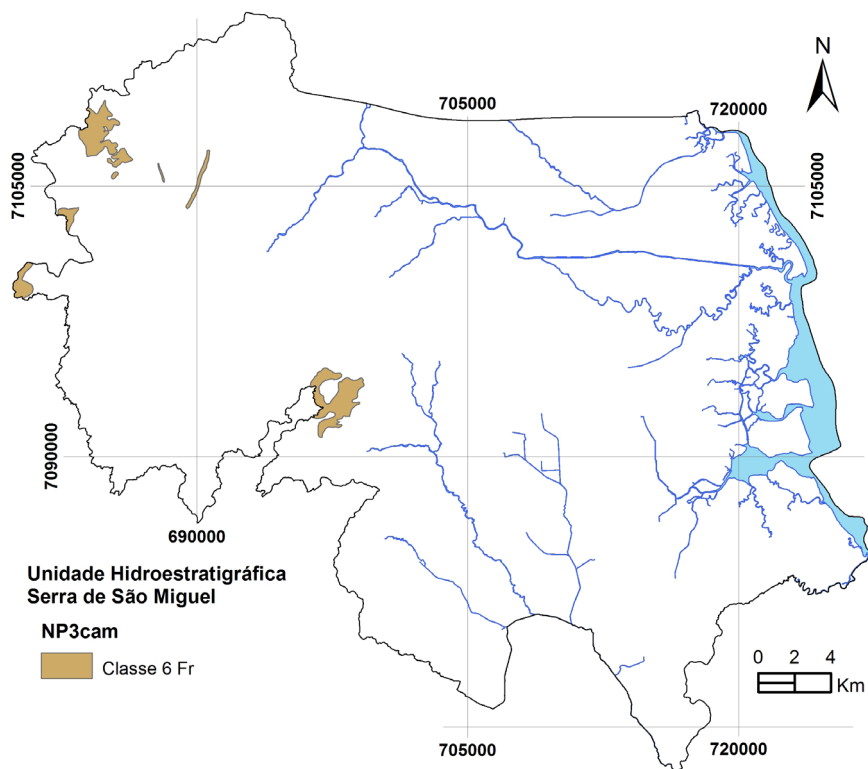 N
705000
720000
7105000
7105000
7090000
690000
Unidade Hidroestratigráfica
Serra de São Miguel
NP3cam
Classe 6 Fr
0 2 4
Km
705000
720000